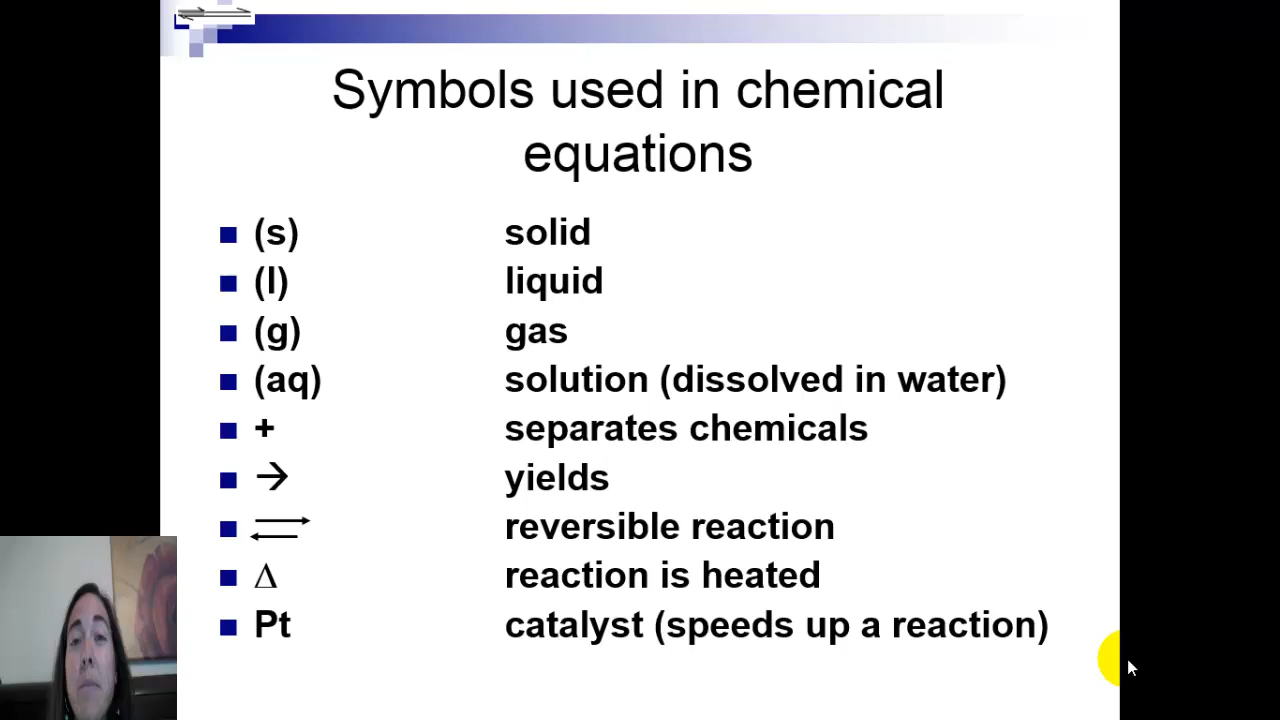 Symbols used in chemical
equations
(s) solid
(l) liquid
(g) gas
(aq) solution (dissolved in water)
+ separates chemicals
→ yields
⇄ reversible reaction
Δ reaction is heated
Pt catalyst (speeds up a reaction)